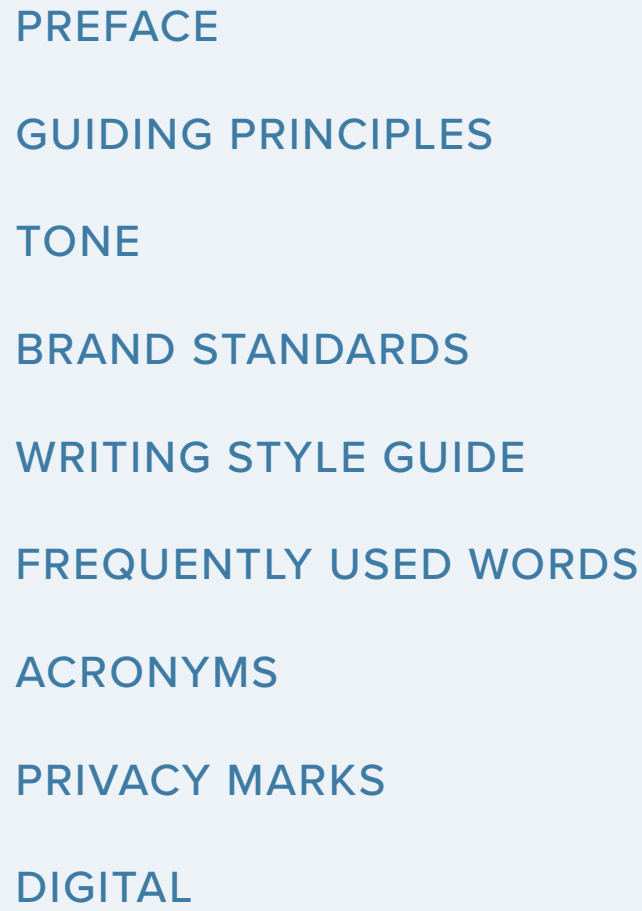 PREFACE
GUIDING PRINCIPLES
TONE
BRAND STANDARDS
WRITING STYLE GUIDE
FREQUENTLY USED WORDS
ACRONYMS
PRIVACY MARKS
DIGITAL